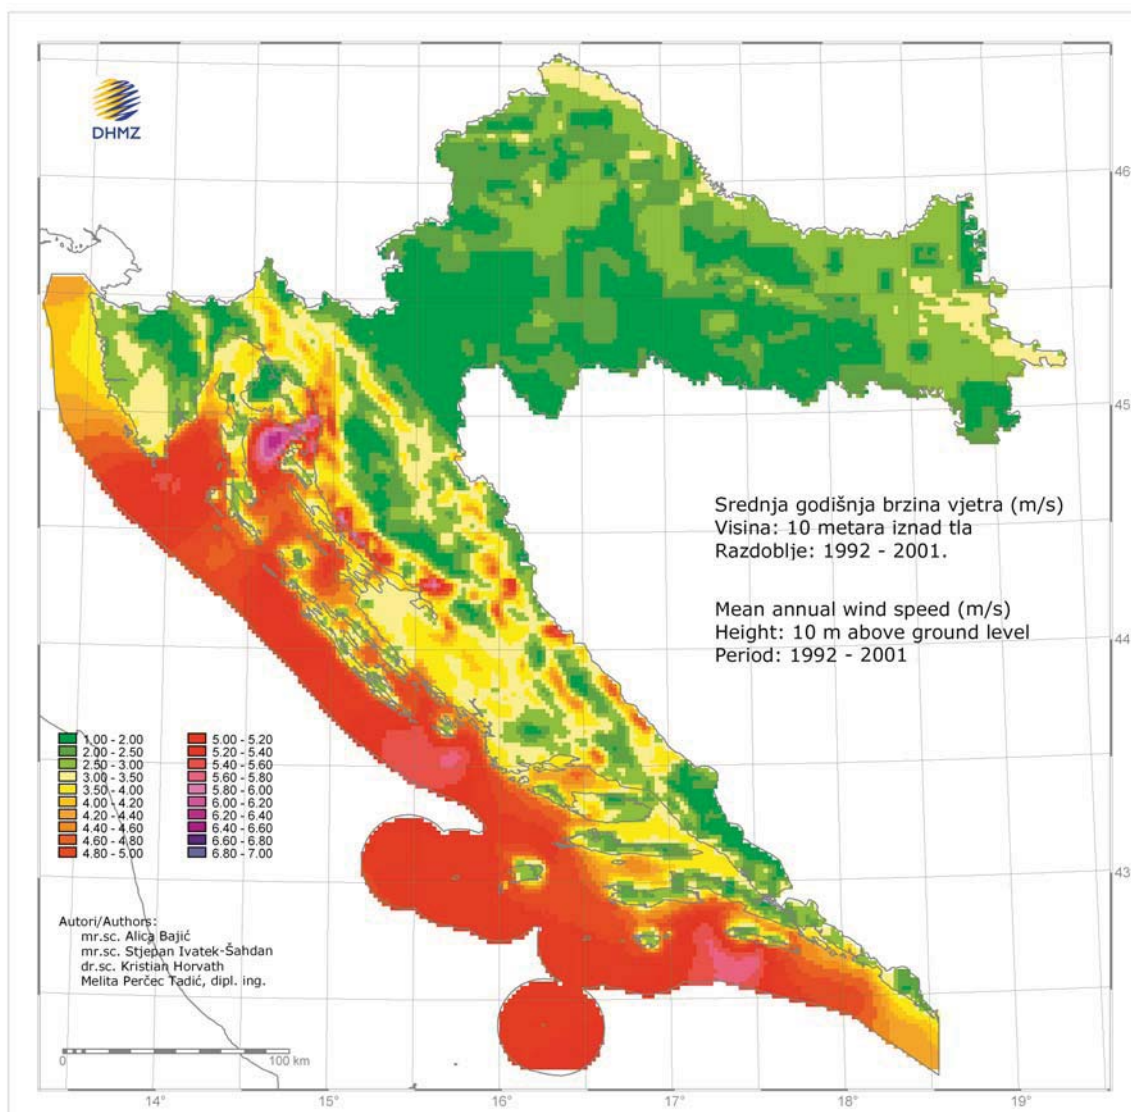 DHMZ
46
45
Srednja godišnja brzina vjetra (m/s)
Visina: 10 metara iznad tla
Razdoblje: 1992 - 2001.
Mean annual wind speed (m/s)
Height: 10 m above ground level
Period: 1992 - 2001
44
1.00 - 2.00
2.00 - 2.50
2.50 - 3.00
3.00 - 3.50
3.50 - 4.00
4.00 - 4.20
4.20 - 4.40
4.40 - 4.60
4.60 - 4.80
4.80 - 5.00
5.00 - 5.20
5.20 - 5.40
5.40 - 5.60
5.60 - 5.80
5.80 - 6.00
6.00 - 6.20
6.20 - 6.40
6.40 - 6.60
6.60 - 6.80
6.80 - 7.00
43
Autori/Authors:
mr.sc. Alica Bajić
mr.sc. Stjepan Ivatek-Šahdan
dr.sc. Kristian Horvath
Melita Perčec Tadić, dipl. ing.
0 100 km
14° 15° 16° 17° 18° 19°